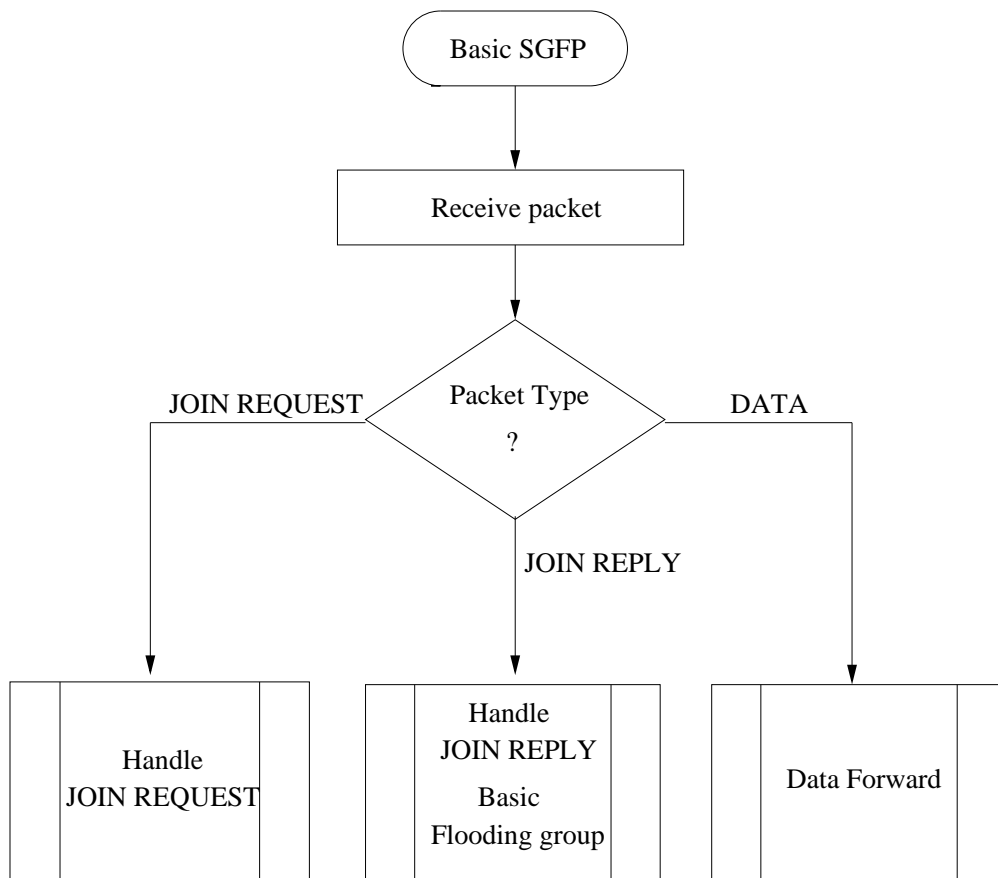 Basic SGFP
Receive packet
Packet Type
?
JOIN REQUEST
DATA
JOIN REPLY
Handle
JOIN REQUEST
Handle
JOIN REPLY
Basic
Flooding group
Data Forward